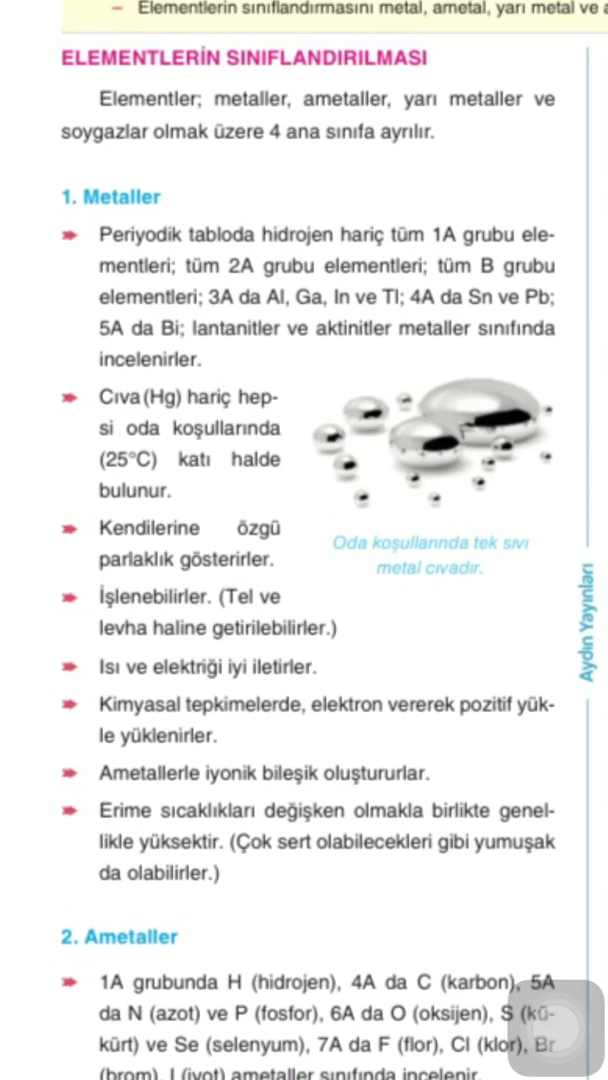 – Elementlerin sınıflandırmasını metal, ametal, yarı metal ve
ELEMENTLERİN SINIFLANDIRILMASI
Elementler; metaller, ametaller, yarı metaller ve
soygazlar olmak üzere 4 ana sınıfa ayrılır.
1. Metaller
Periyodik tabloda hidrojen hariç tüm 1A grubu ele-
mentleri; tüm 2A grubu elementleri; tüm B grubu
elementleri; 3A da Al, Ga, In ve Tl; 4A da Sn ve Pb;
5A da Bi; lantanitler ve aktinitler metaller sınıfında
incelenirler.
Cıva (Hg) hariç hep-
si oda koşullarında
(25°C) katı halde
bulunur.
Kendilerine özgü
parlaklık gösterirler.
Oda koşullarında tek sıvı
metal cıvadır.
İşlenebilirler. (Tel ve
levha haline getirilebilirler.)
Isı ve elektriği iyi iletirler.
Kimyasal tepkimelerde, elektron vererek pozitif yük-
le yüklenirler.
Ametallerle iyonik bileşik oluştururlar.
Erime sıcaklıkları değişken olmakla birlikte genel-
likle yüksektir. (Çok sert olabilecekleri gibi yumuşak
da olabilirler.)
2. Ametaller
1A grubunda H (hidrojen), 4A da C (karbon), 5A
da N (azot) ve P (fosfor), 6A da O (oksijen), S (kü-
kürt) ve Se (selenyum), 7A da F (flor), Cl (klor), Br
(brom), I (iyot) ametaller sınıfında incelenir.
Aydın Yayınları